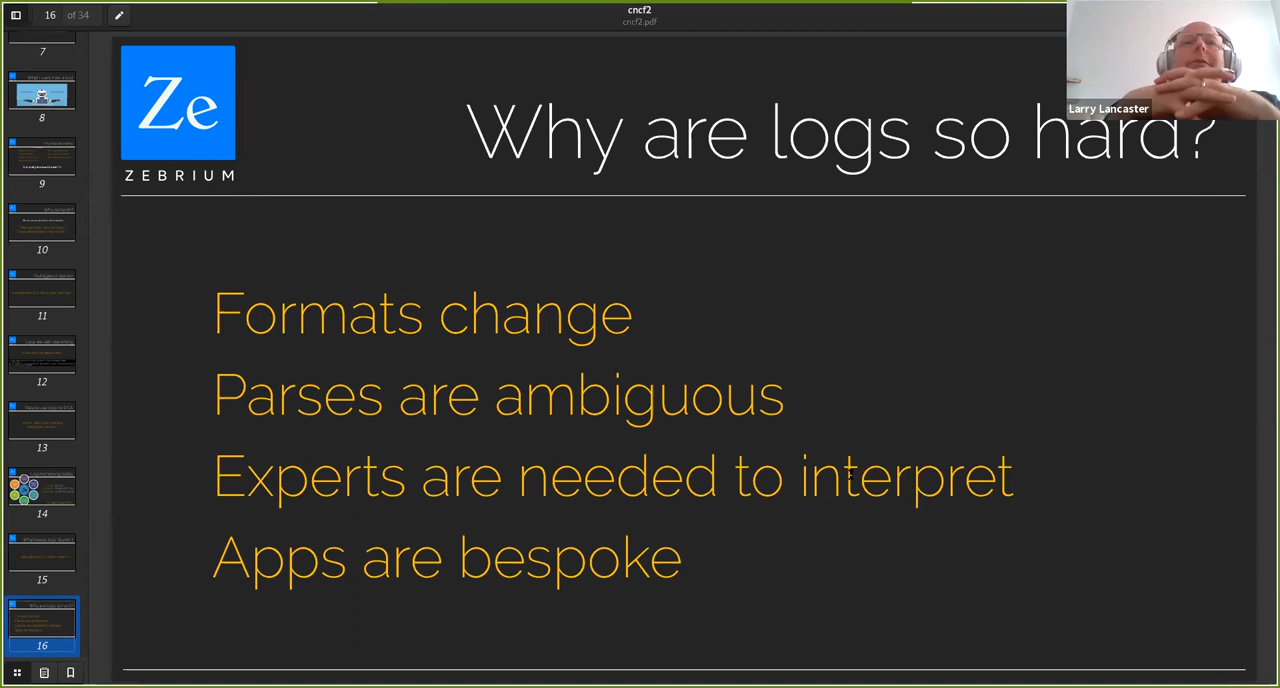 16 of 34
cncf2
cncf2.pdf
Larry Lancaster
Ze
ZEBRIUM
Why are logs so hard?
Formats change
Parses are ambiguous
Experts are needed to interpret
Apps are bespoke
7
8
9
10
11
12
13
14
15
16